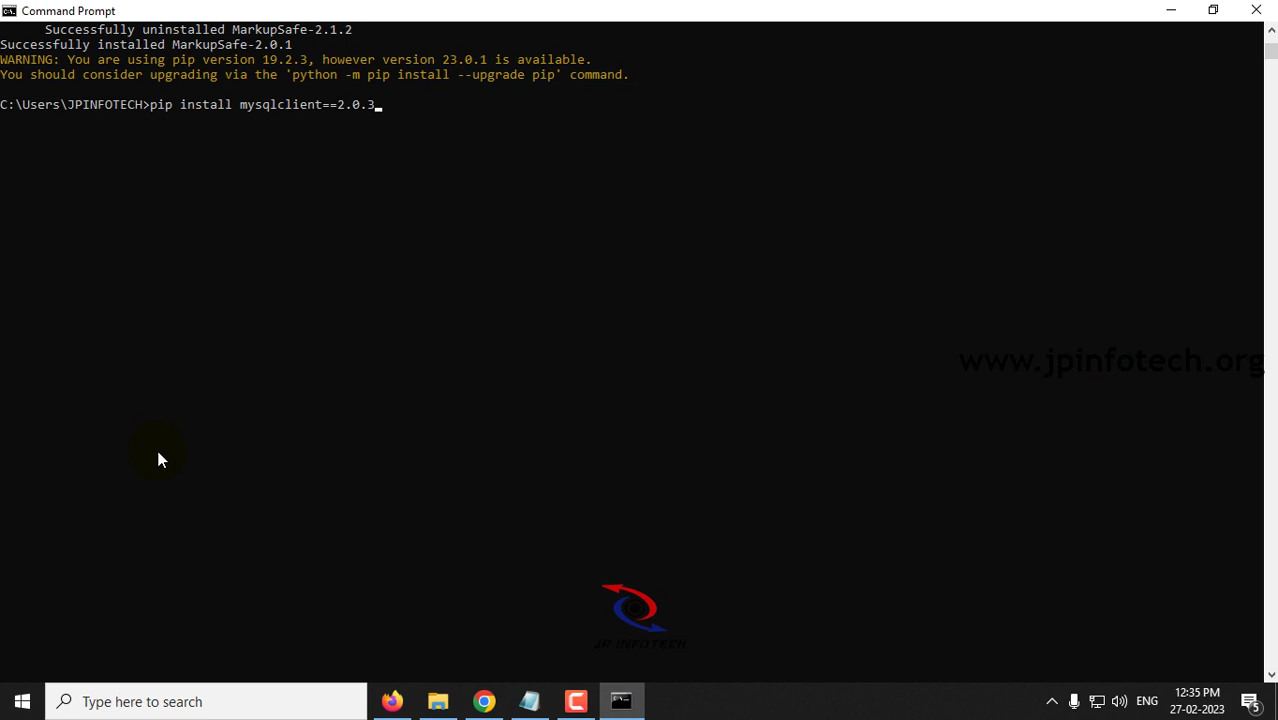 Command Prompt
Successfully uninstalled MarkupSafe-2.1.2
Successfully installed MarkupSafe-2.0.1
WARNING: You are using pip version 19.2.3, however version 23.0.1 is available.
You should consider upgrading via the 'python -m pip install --upgrade pip' command.
C:\Users\JPINFOTECH>pip install mysqlclient==2.0.3
www.jpinfotech.org
JP INFOTECH
Type here to search
ENG
12:35 PM
27-02-2023
5